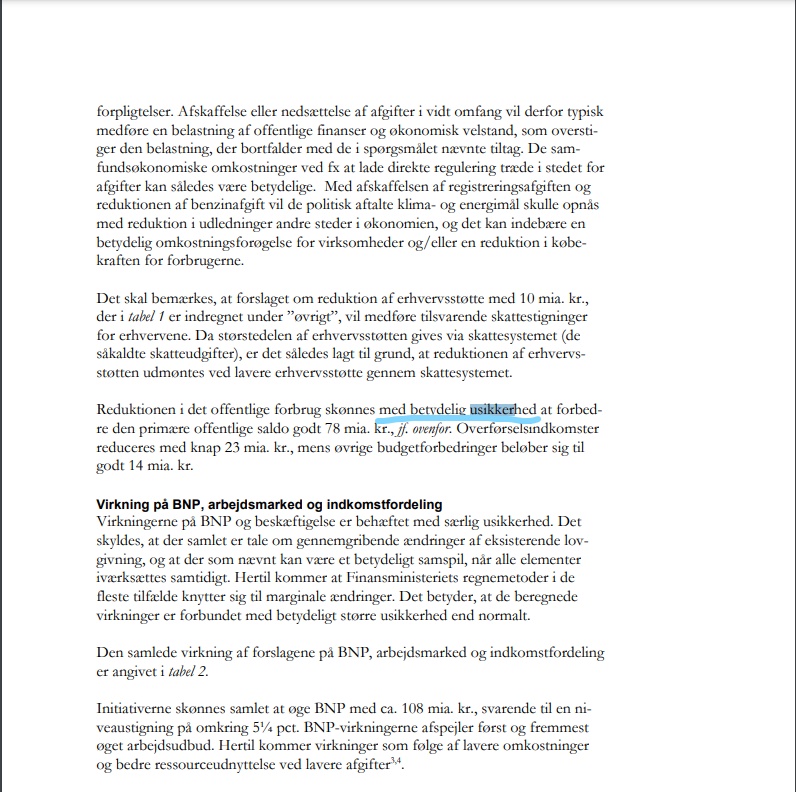 forpligtelser. Afskaffelse eller nedsættelse af afgifter i vidt omfang vil derfor typisk
medføre en belastning af offentlige finanser og økonomisk velstand, som oversti-
ger den belastning, der bortfalder med de i spørgsmålet nævnte tiltag. De sam-
fundsøkonomiske omkostninger ved fx at lade direkte regulering træde i stedet for
afgifter kan således være betydelige.  Med afskaffelsen af registreringsafgiften og
reduktionen af benzinafgift vil de politisk aftalte klima- og energimål skulle opnås
med reduktion i udledninger andre steder i økonomien, og det kan indebære en
betydelig omkostningsforøgelse for virksomheder og/eller en reduktion i købe-
kraften for forbrugerne.
Det skal bemærkes, at forslaget om reduktion af erhvervsstøtte med 10 mia. kr.,
der i tabel 1 er indregnet under ”øvrigt”, vil medføre tilsvarende skattestigninger
for erhvervene. Da størstedelen af erhvervsstøtten gives via skattesystemet (de
såkaldte skatteudgifter), er det således lagt til grund, at reduktionen af erhvervs-
støtten udmøntes ved lavere erhvervsstøtte gennem skattesystemet.
Reduktionen i det offentlige forbrug skønnes med betydelig usikkerhed at forbed-
re den primære offentlige saldo godt 78 mia. kr., jf. ovenfor. Overførselsindkomster
reduceres med knap 23 mia. kr., mens øvrige budgetforbedringer beløber sig til
godt 14 mia. kr.
Virkning på BNP, arbejdsmarked og indkomstfordeling
Virkningerne på BNP og beskæftigelse er behæftet med særlig usikkerhed. Det
skyldes, at der samlet er tale om gennemgribende ændringer af eksisterende lov-
givning, og at der som nævnt kan være et betydeligt samspil, når alle elementer
iværksættes samtidigt. Hertil kommer at Finansministeriets regnemetoder i de
fleste tilfælde knytter sig til marginale ændringer. Det betyder, at de beregnede
virkninger er forbundet med betydeligt større usikkerhed end normalt.
Den samlede virkning af forslagene på BNP, arbejdsmarked og indkomstfordeling
er angivet i tabel 2.
Initiativerne skønnes samlet at øge BNP med ca. 108 mia. kr., svarende til en ni-
veaustigning på omkring 5¼ pct. BNP-virkningerne afspejler først og fremmest
øget arbejdsudbud. Hertil kommer virkninger som følge af lavere omkostninger
og bedre ressourceudnyttelse ved lavere afgifter³,⁴.